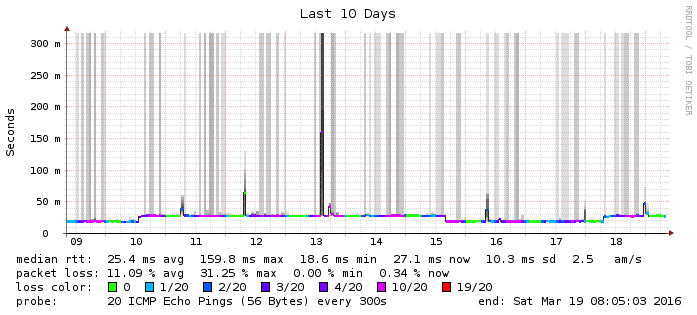 Last 10 Days
RRDTOOL / TOBI OETIKER
Seconds
300 m
250 m
200 m
150 m
100 m
50 m
0
09 10 11 12 13 14 15 16 17 18
median rtt: 25.4 ms avg 159.8 ms max 18.6 ms min 27.1 ms now 10.3 ms sd 2.5 am/s
packet loss: 11.09 % avg 31.25 % max 0.00 % min 0.34 % now
loss color: 0 1/20 2/20 3/20 4/20 10/20 19/20
probe: 20 ICMP Echo Pings (56 Bytes) every 300s end: Sat Mar 19 08:05:03 2016